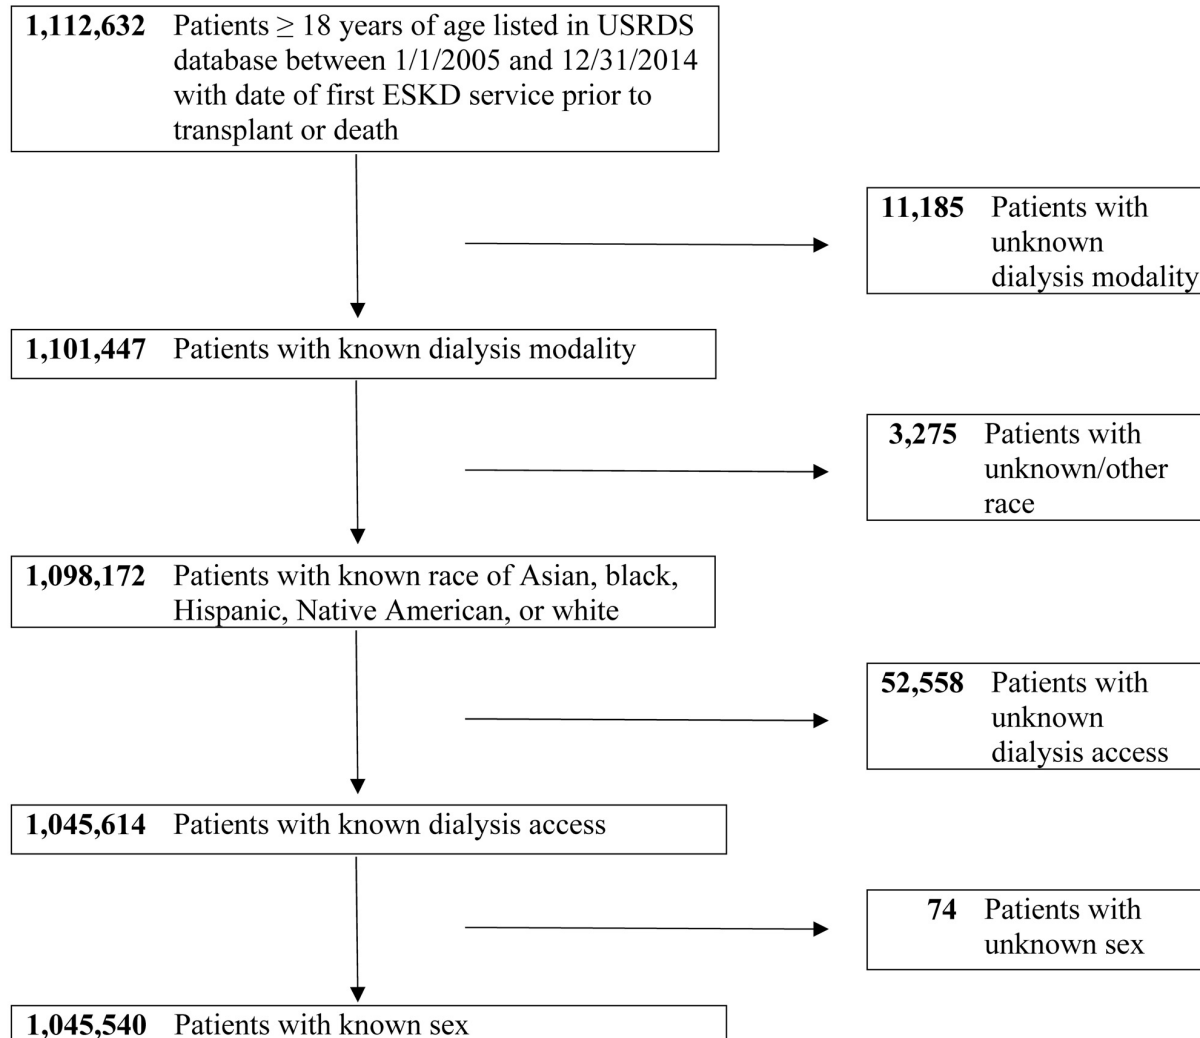 1,112,632 Patients ≥ 18 years of age listed in USRDS
database between 1/1/2005 and 12/31/2014
with date of first ESKD service prior to
transplant or death
11,185 Patients with
unknown
dialysis modality
1,101,447 Patients with known dialysis modality
3,275 Patients with
unknown/other
race
1,098,172 Patients with known race of Asian, black,
Hispanic, Native American, or white
52,558 Patients with
unknown
dialysis access
1,045,614 Patients with known dialysis access
74 Patients with
unknown sex
1,045,540 Patients with known sex